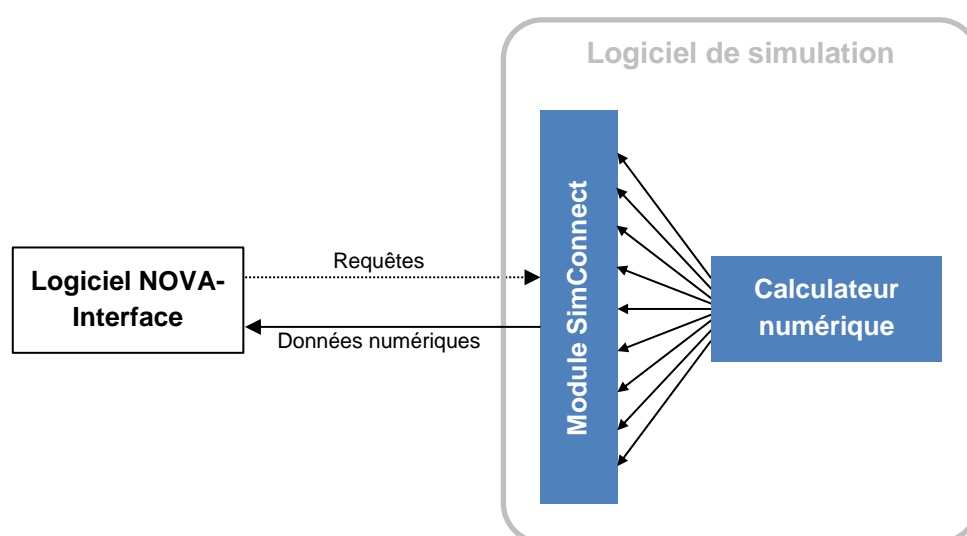 Logiciel de simulation
Logiciel NOVA-
Interface
Requêtes
Données numériques
Module SimConnect
Calculateur
numérique